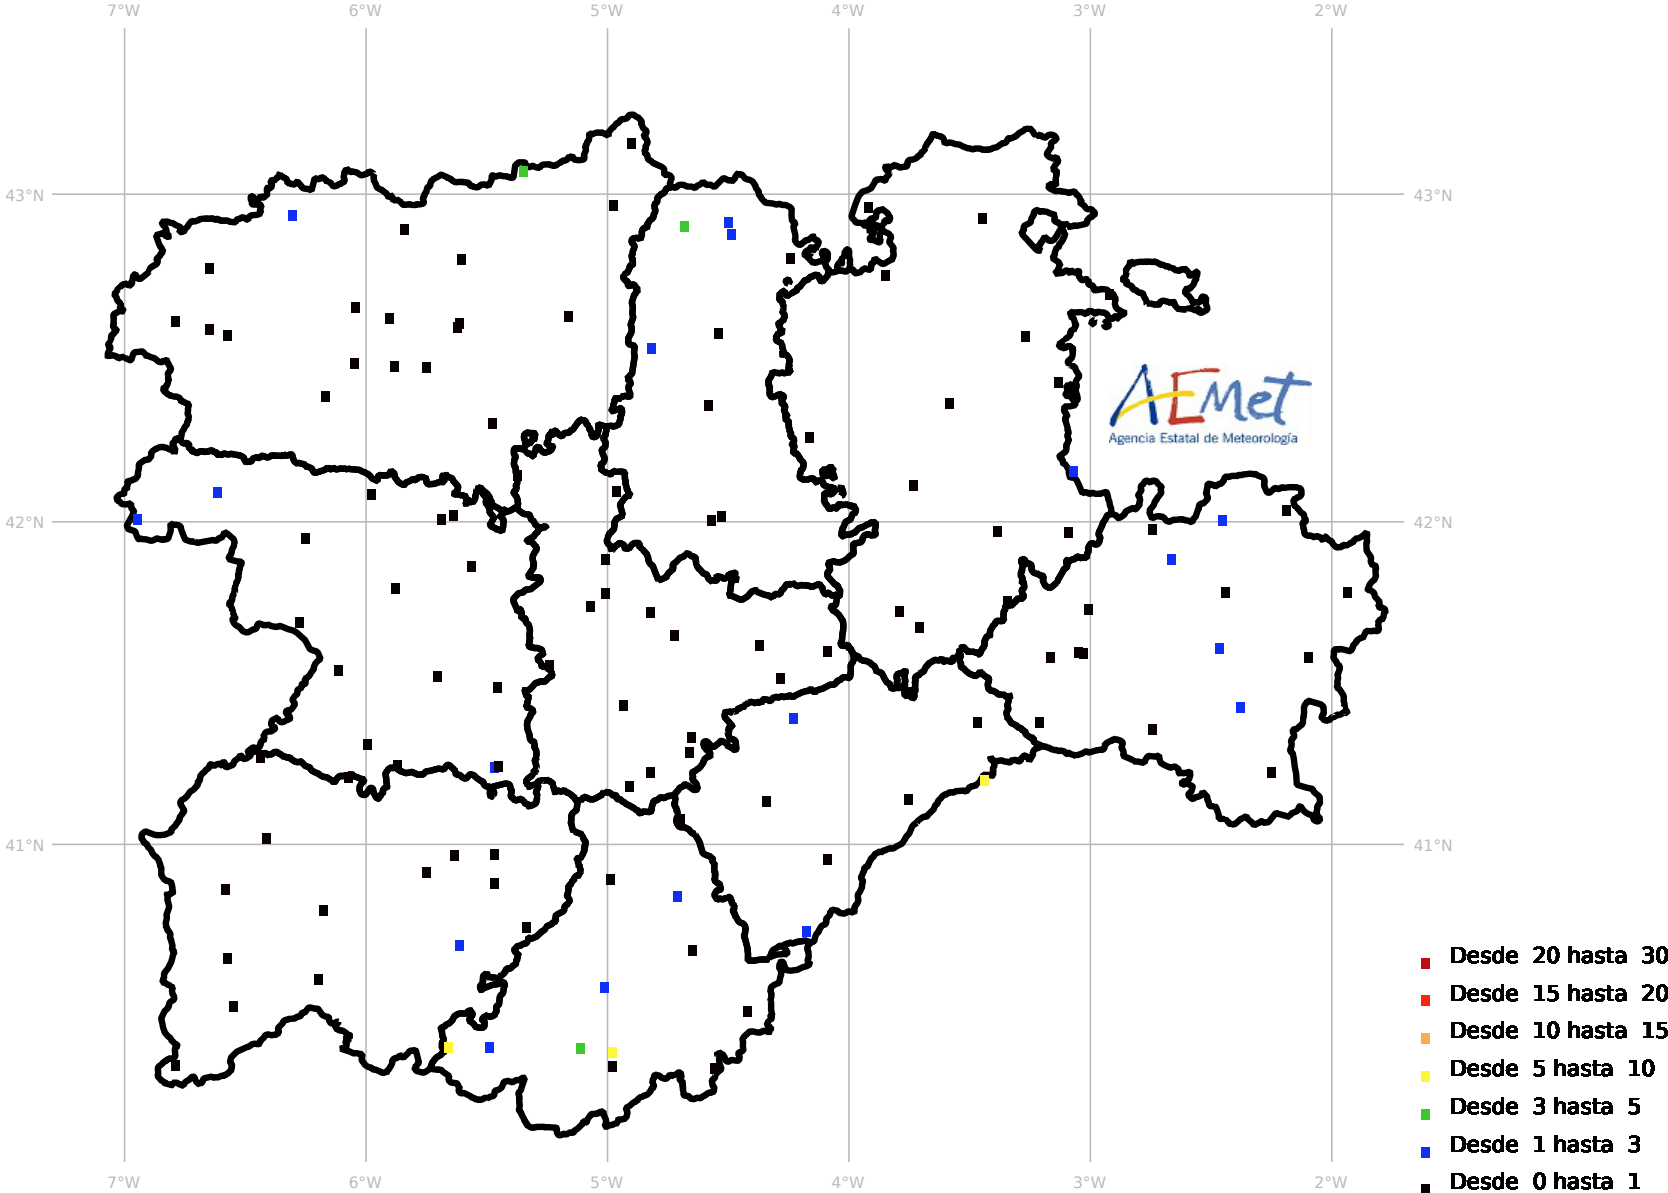 7°W 6°W 5°W 4°W 3°W 2°W
43°N 43°N
AEMet
Agencia Estatal de Meteorología
42°N 42°N
41°N 41°N
Desde 20 hasta 30
Desde 15 hasta 20
Desde 10 hasta 15
Desde 5 hasta 10
Desde 3 hasta 5
Desde 1 hasta 3
Desde 0 hasta 1
7°W 6°W 5°W 4°W 3°W 2°W